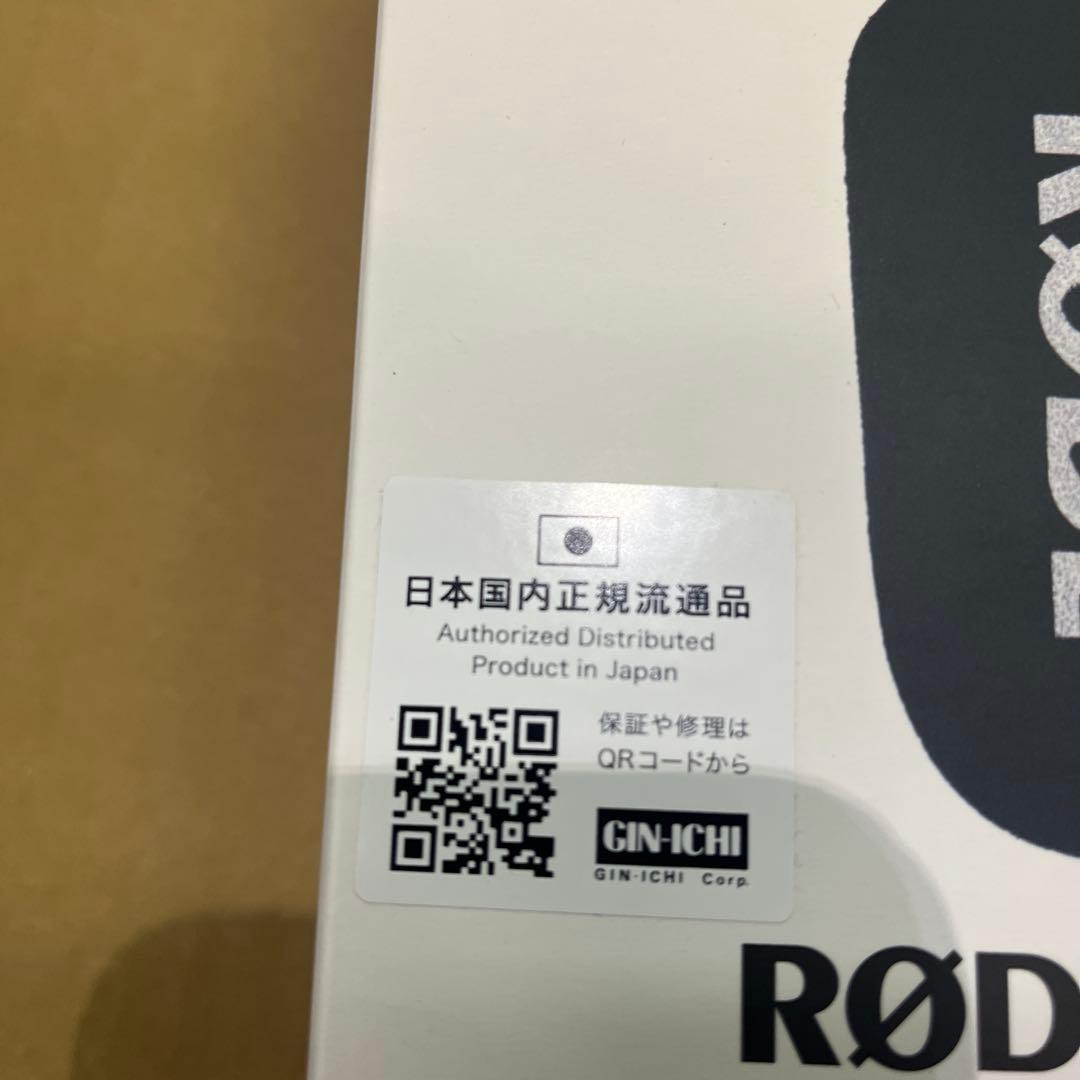 日本国内正規流通品
Authorized Distributed
Product in Japan
保証や修理は
QRコードから
GIN-ICHI
GIN-ICHI Corp.
RØD
RØDE